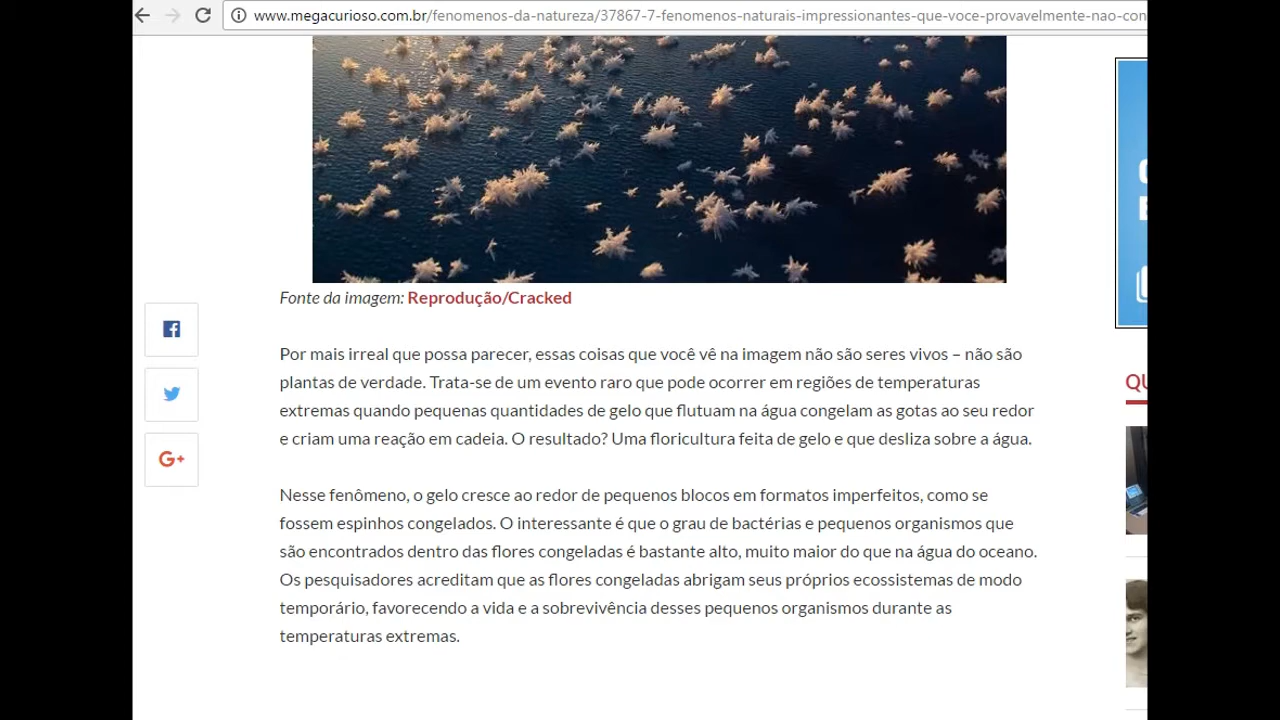 www.megacurioso.com.br/fenomenos-da-natureza/37867-7-fenomenos-naturais-impressionantes-que-voce-provavelmente-nao-con
Fonte da imagem: Reprodução/Cracked
Por mais irreal que possa parecer, essas coisas que você vê na imagem não são seres vivos – não são
plantas de verdade. Trata-se de um evento raro que pode ocorrer em regiões de temperaturas
extremas quando pequenas quantidades de gelo que flutuam na água congelam as gotas ao seu redor
e criam uma reação em cadeia. O resultado? Uma floricultura feita de gelo e que desliza sobre a água.
Nesse fenômeno, o gelo cresce ao redor de pequenos blocos em formatos imperfeitos, como se
fossem espinhos congelados. O interessante é que o grau de bactérias e pequenos organismos que
são encontrados dentro das flores congeladas é bastante alto, muito maior do que na água do oceano.
Os pesquisadores acreditam que as flores congeladas abrigam seus próprios ecossistemas de modo
temporário, favorecendo a vida e a sobrevivência desses pequenos organismos durante as
temperaturas extremas.
G+
QU